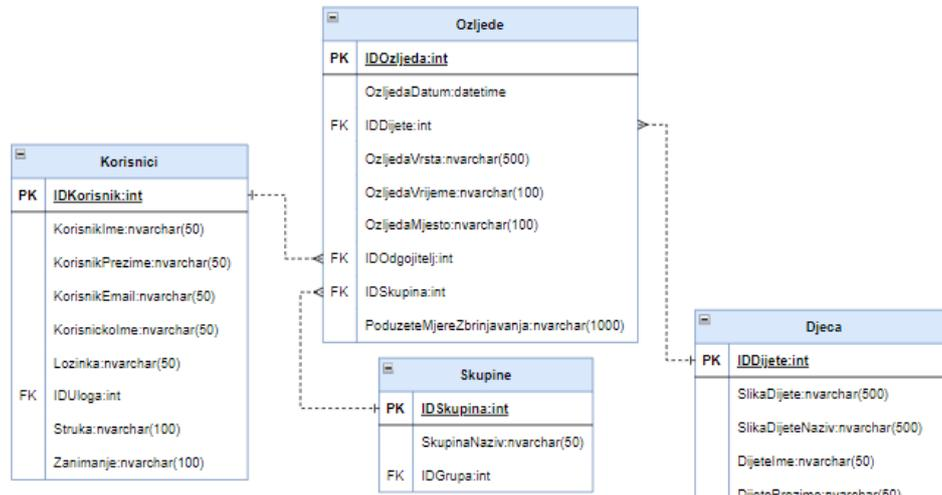 Ozljede
PK IDOzljeda:int
OzljedaDatum:datetime
FK IDDijete:int
OzljedaVrsta:nvarchar(500)
OzljedaVrijeme:nvarchar(100)
OzljedaMjesto:nvarchar(100)
FK IDOdgojitelj:int
FK IDSkupina:int
PoduzeteMjereZbrinjavanja:nvarchar(1000)
Korisnici
PK IDKorisnik:int
KorisnikIme:nvarchar(50)
KorisnikPrezime:nvarchar(50)
KorisnikEmail:nvarchar(50)
KorisnickoIme:nvarchar(50)
Lozinka:nvarchar(50)
FK IDUloga:int
Struka:nvarchar(100)
Zanimanje:nvarchar(100)
Skupine
PK IDSkupina:int
SkupinaNaziv:nvarchar(50)
FK IDGrupa:int
Djeca
PK IDDijete:int
SlikaDijete:nvarchar(500)
SlikaDijeteNaziv:nvarchar(500)
DijeteIme:nvarchar(50)
DijetePrezime:nvarchar(50)